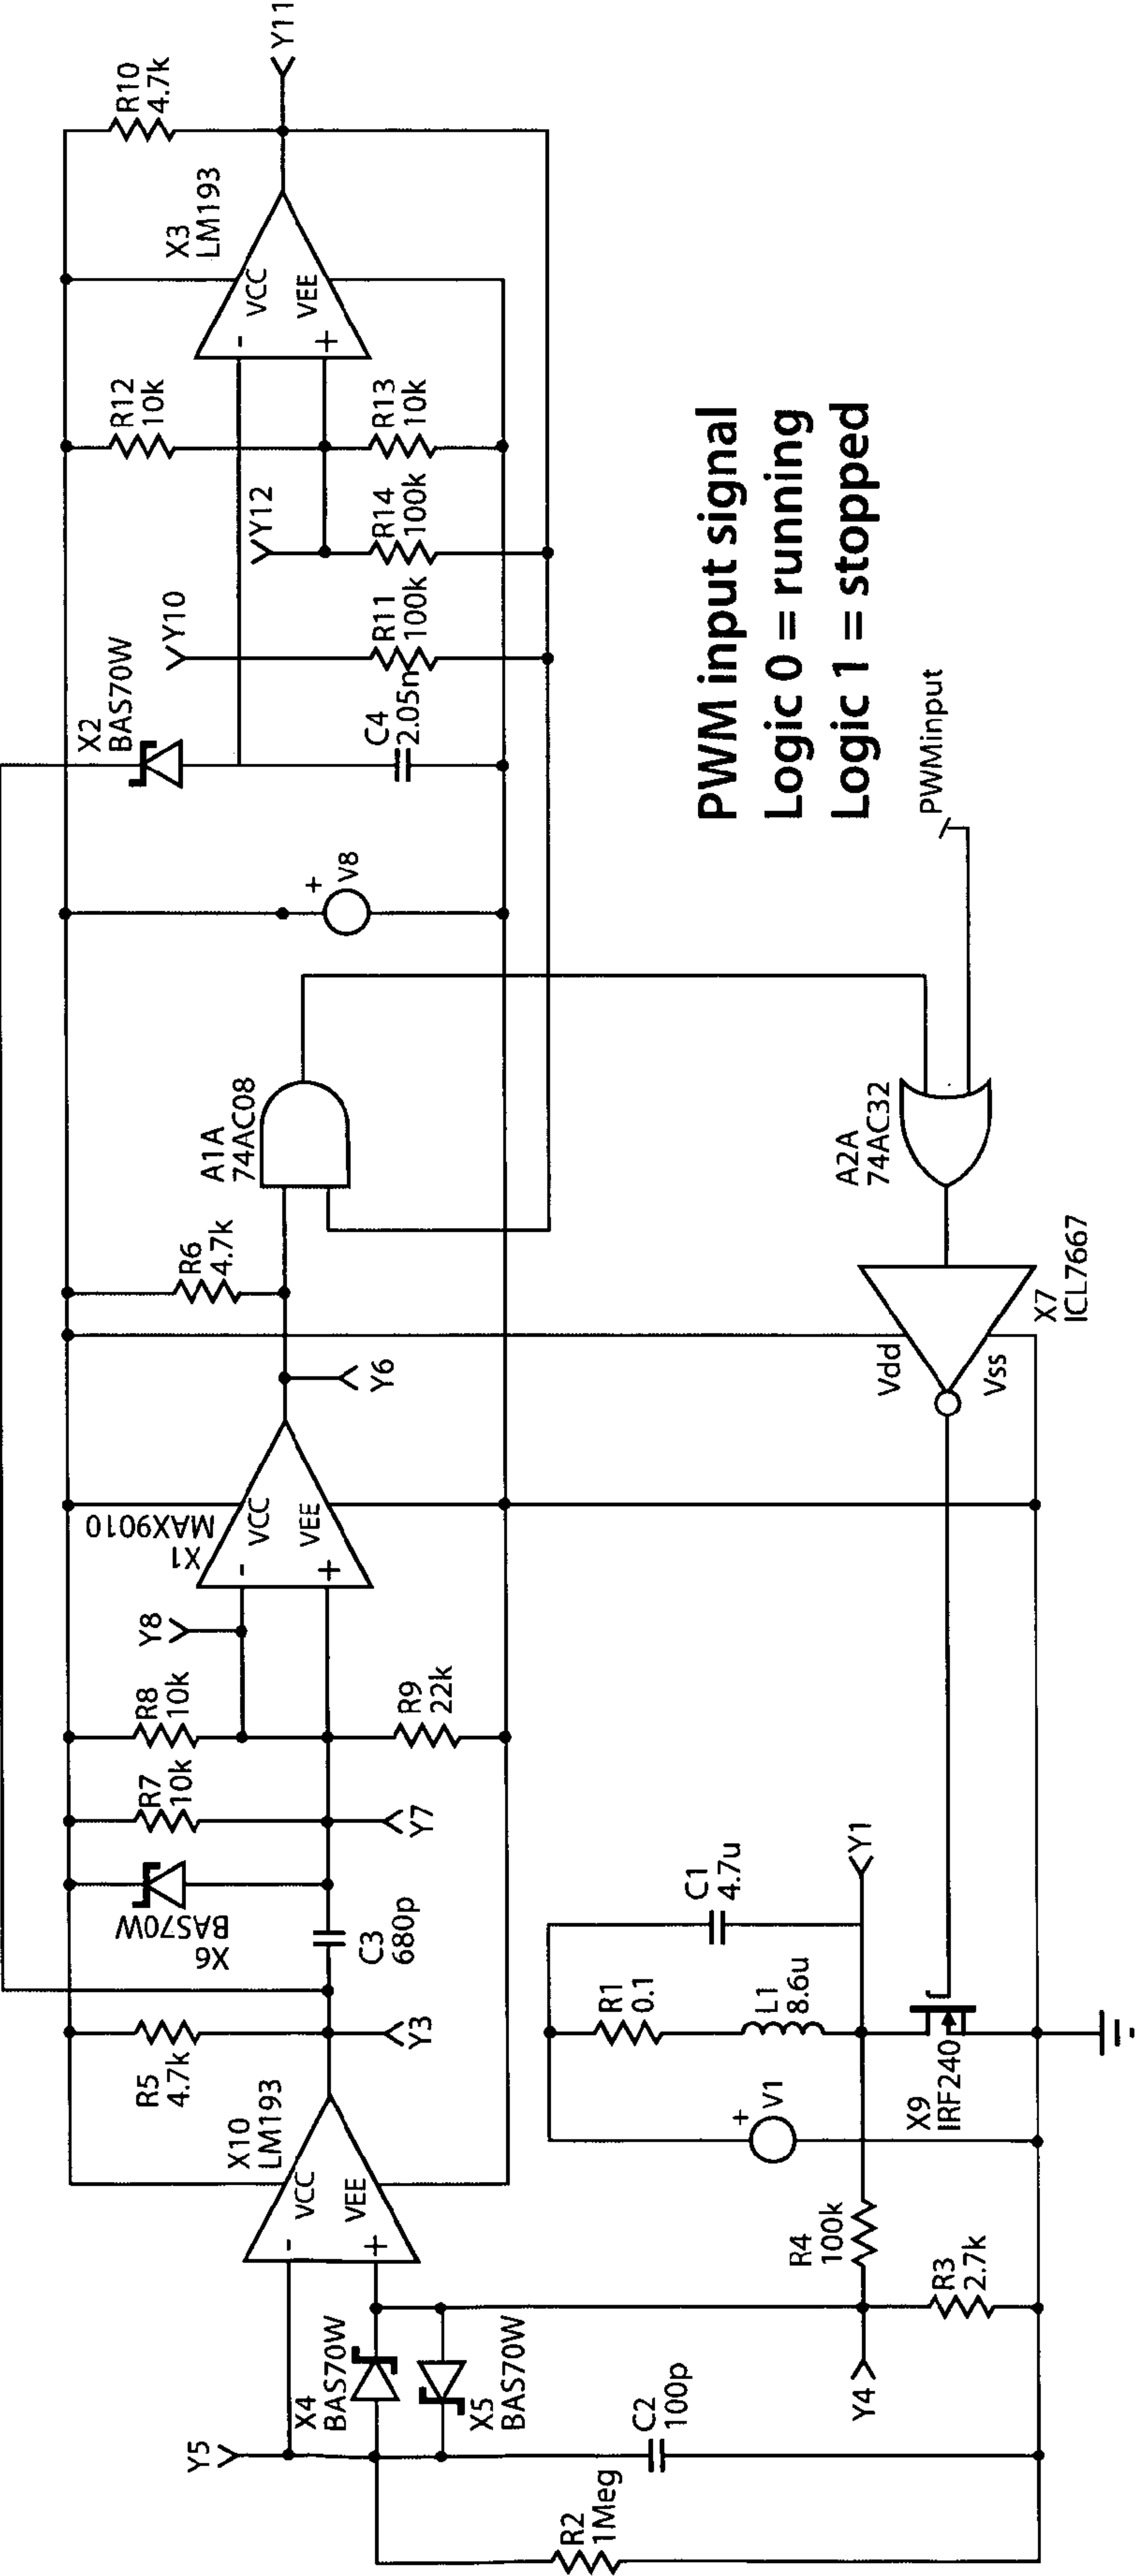 Y5
R2
1Meg
X4
BAS70W
X5
BAS70W
C2
100p
Y4
X10
LM193
VCC
VEE
-
+
R4
100k
R3
2.7k
R5
4.7k
Y3
V1
+
X9
IRF240
R1
0.1
L1
8.6u
C1
4.7u
Y1
X6
BAS70W
C3
680p
R7
10k
Y7
R8
10k
R9
22k
Y8
X1
MAX9010
VCC
VEE
-
+
Y6
R6
4.7k
A1A
74AC08
X7
ICL7667
Vdd
Vss
A2A
74AC32
PWMinput
PWM input signal
Logic 0 = running
Logic 1 = stopped
V8
+
X2
BAS70W
C4
2.05n
Y10
R11
100k
Y12
R14
100k
R12
10k
R13
10k
X3
LM193
VCC
VEE
-
+
R10
4.7k
Y11